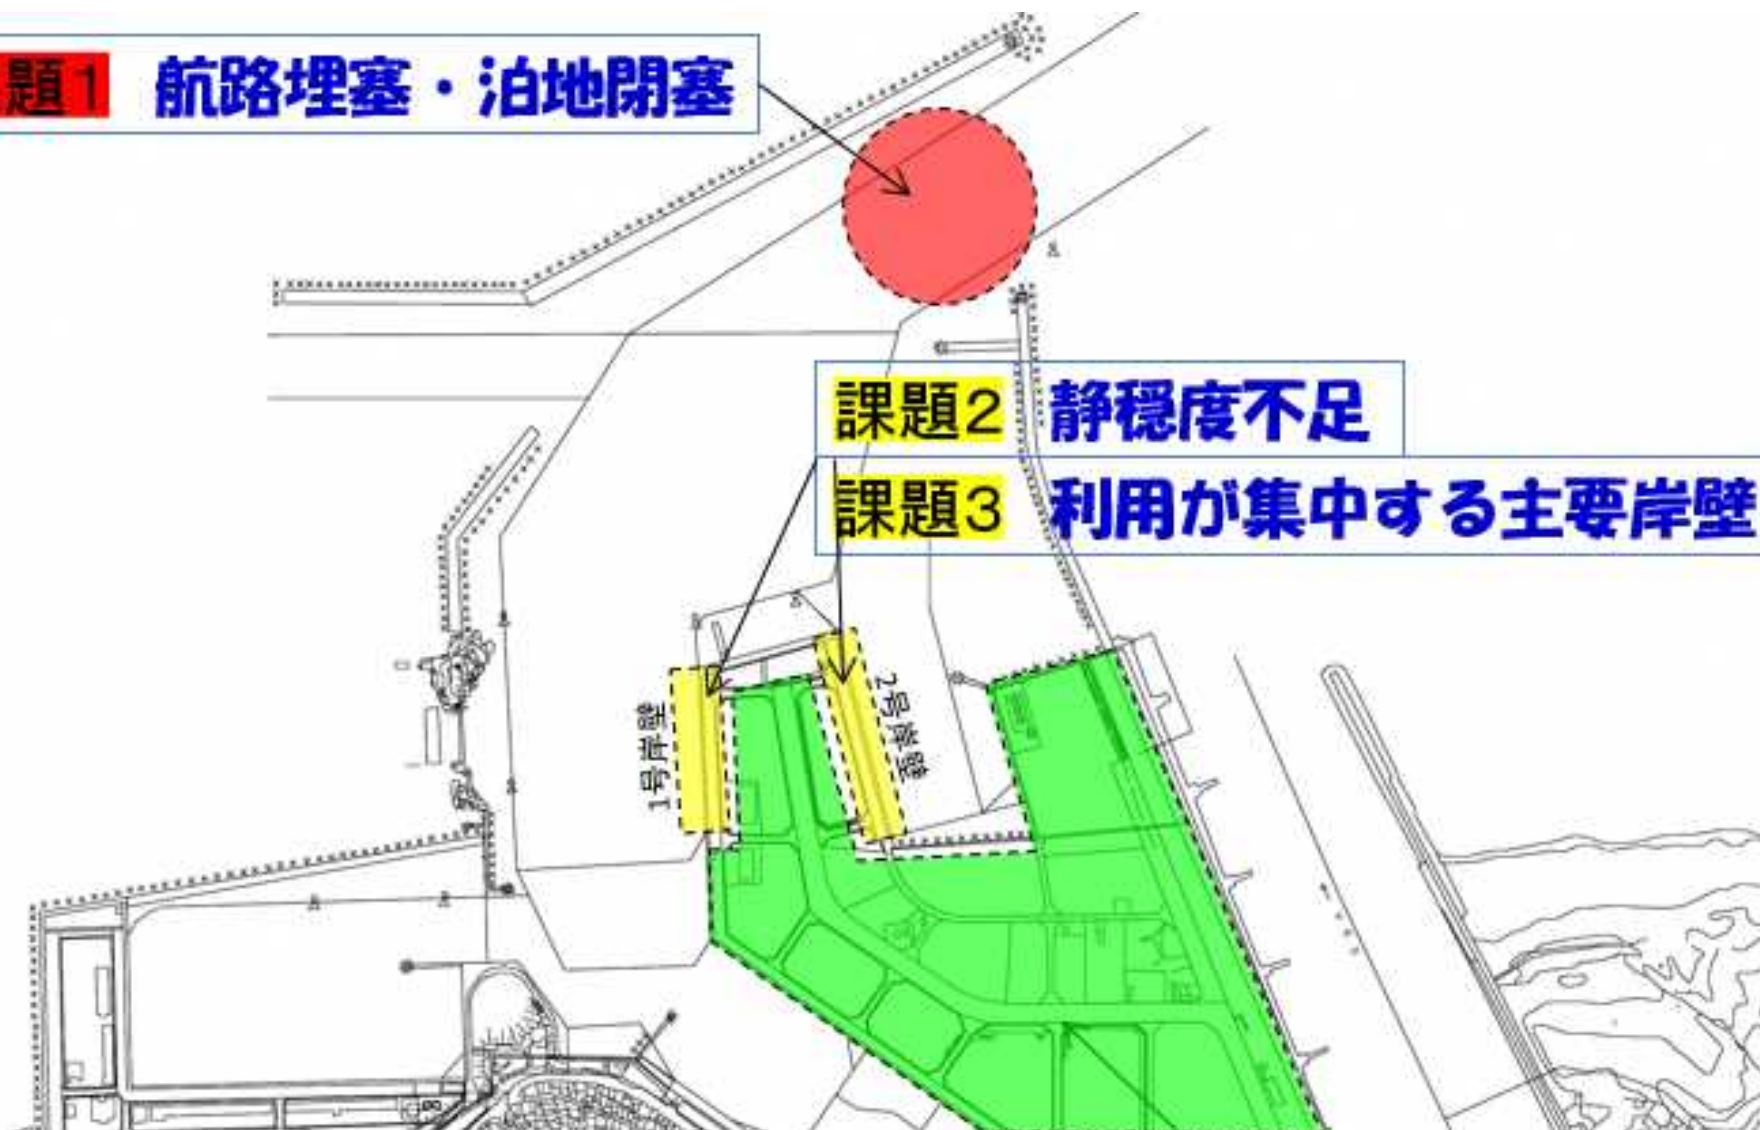 題1 航路埋塞・泊地閉塞
課題2 静穏度不足
課題3 利用が集中する主要岸壁
1号岸壁
2号岸壁